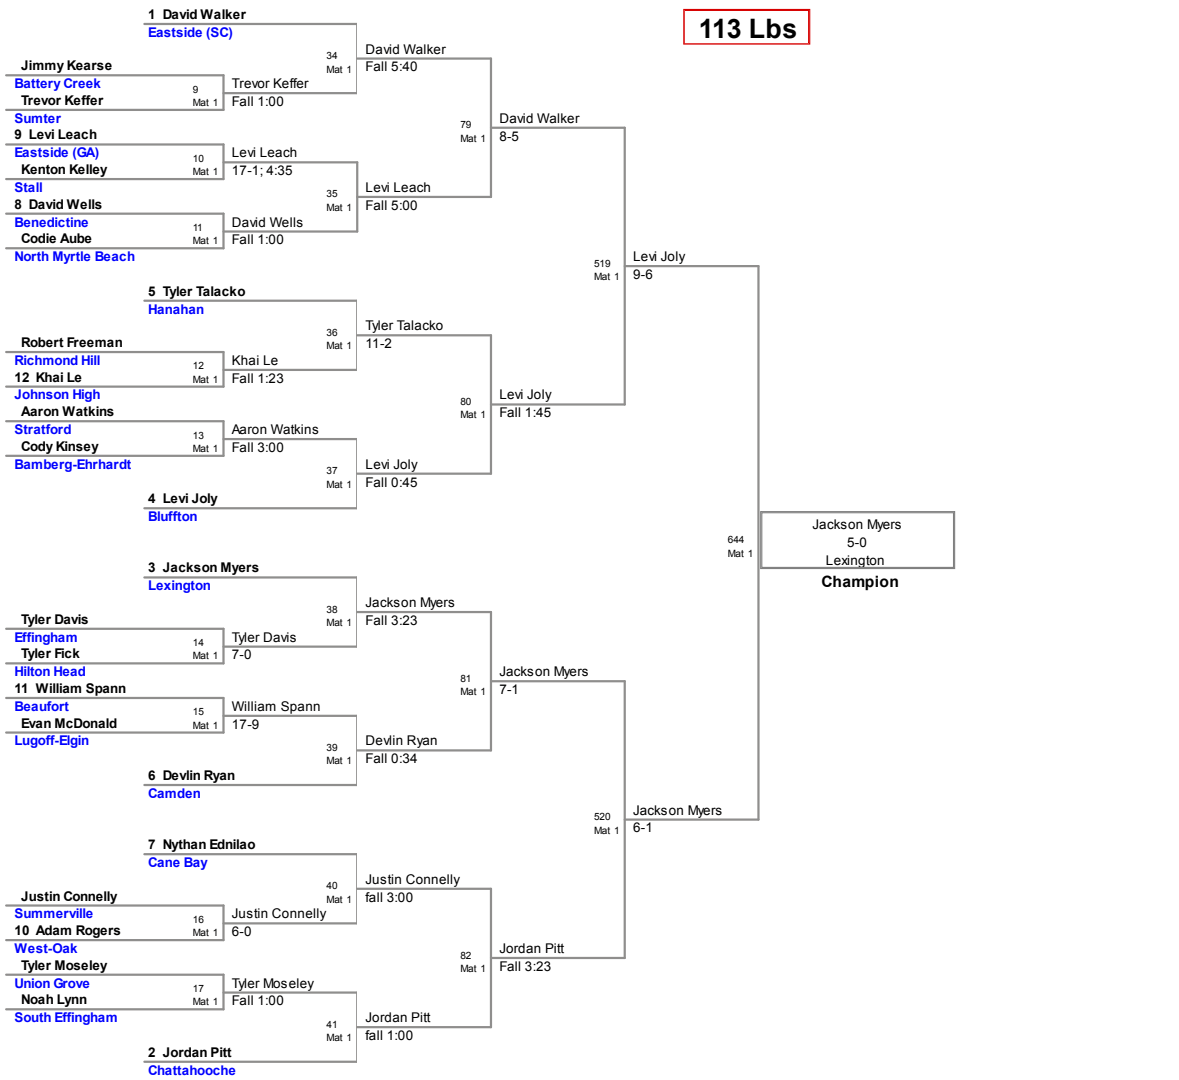 113 Lbs
1 David Walker
Eastside (SC)
Jimmy Kearse
Battery Creek
9
Mat 1
Trevor Keffer
Sumter
Trevor Keffer
Fall 1:00
34
Mat 1
David Walker
Fall 5:40
9 Levi Leach
Eastside (GA)
10
Mat 1
Kenton Kelley
Stall
Levi Leach
17-1; 4:35
8 David Wells
Benedictine
11
Mat 1
Codie Aube
North Myrtle Beach
David Wells
Fall 1:00
35
Mat 1
Levi Leach
Fall 5:00
79
Mat 1
David Walker
8-5
5 Tyler Talacko
Hanahan
Robert Freeman
Richmond Hill
12
Mat 1
12 Khai Le
Johnson High
Khai Le
Fall 1:23
36
Mat 1
Tyler Talacko
11-2
Aaron Watkins
Stratford
13
Mat 1
Cody Kinsey
Bamberg-Ehrhardt
Aaron Watkins
Fall 3:00
4 Levi Joly
Bluffton
37
Mat 1
Levi Joly
Fall 0:45
80
Mat 1
Levi Joly
Fall 1:45
519
Mat 1
Levi Joly
9-6
3 Jackson Myers
Lexington
Tyler Davis
Effingham
14
Mat 1
Tyler Fick
Hilton Head
Tyler Davis
7-0
38
Mat 1
Jackson Myers
Fall 3:23
11 William Spann
Beaufort
15
Mat 1
Evan McDonald
Lugoff-Elgin
William Spann
17-9
6 Devlin Ryan
Camden
39
Mat 1
Devlin Ryan
Fall 0:34
81
Mat 1
Jackson Myers
7-1
7 Nythan Ednilao
Cane Bay
Justin Connelly
Summerville
16
Mat 1
10 Adam Rogers
West-Oak
Justin Connelly
6-0
40
Mat 1
Justin Connelly
fall 3:00
Tyler Moseley
Union Grove
17
Mat 1
Noah Lynn
South Effingham
Tyler Moseley
Fall 1:00
2 Jordan Pitt
Chattahooche
41
Mat 1
Jordan Pitt
fall 1:00
82
Mat 1
Jordan Pitt
Fall 3:23
520
Mat 1
Jackson Myers
6-1
644
Mat 1
Jackson Myers
5-0
Lexington
Champion